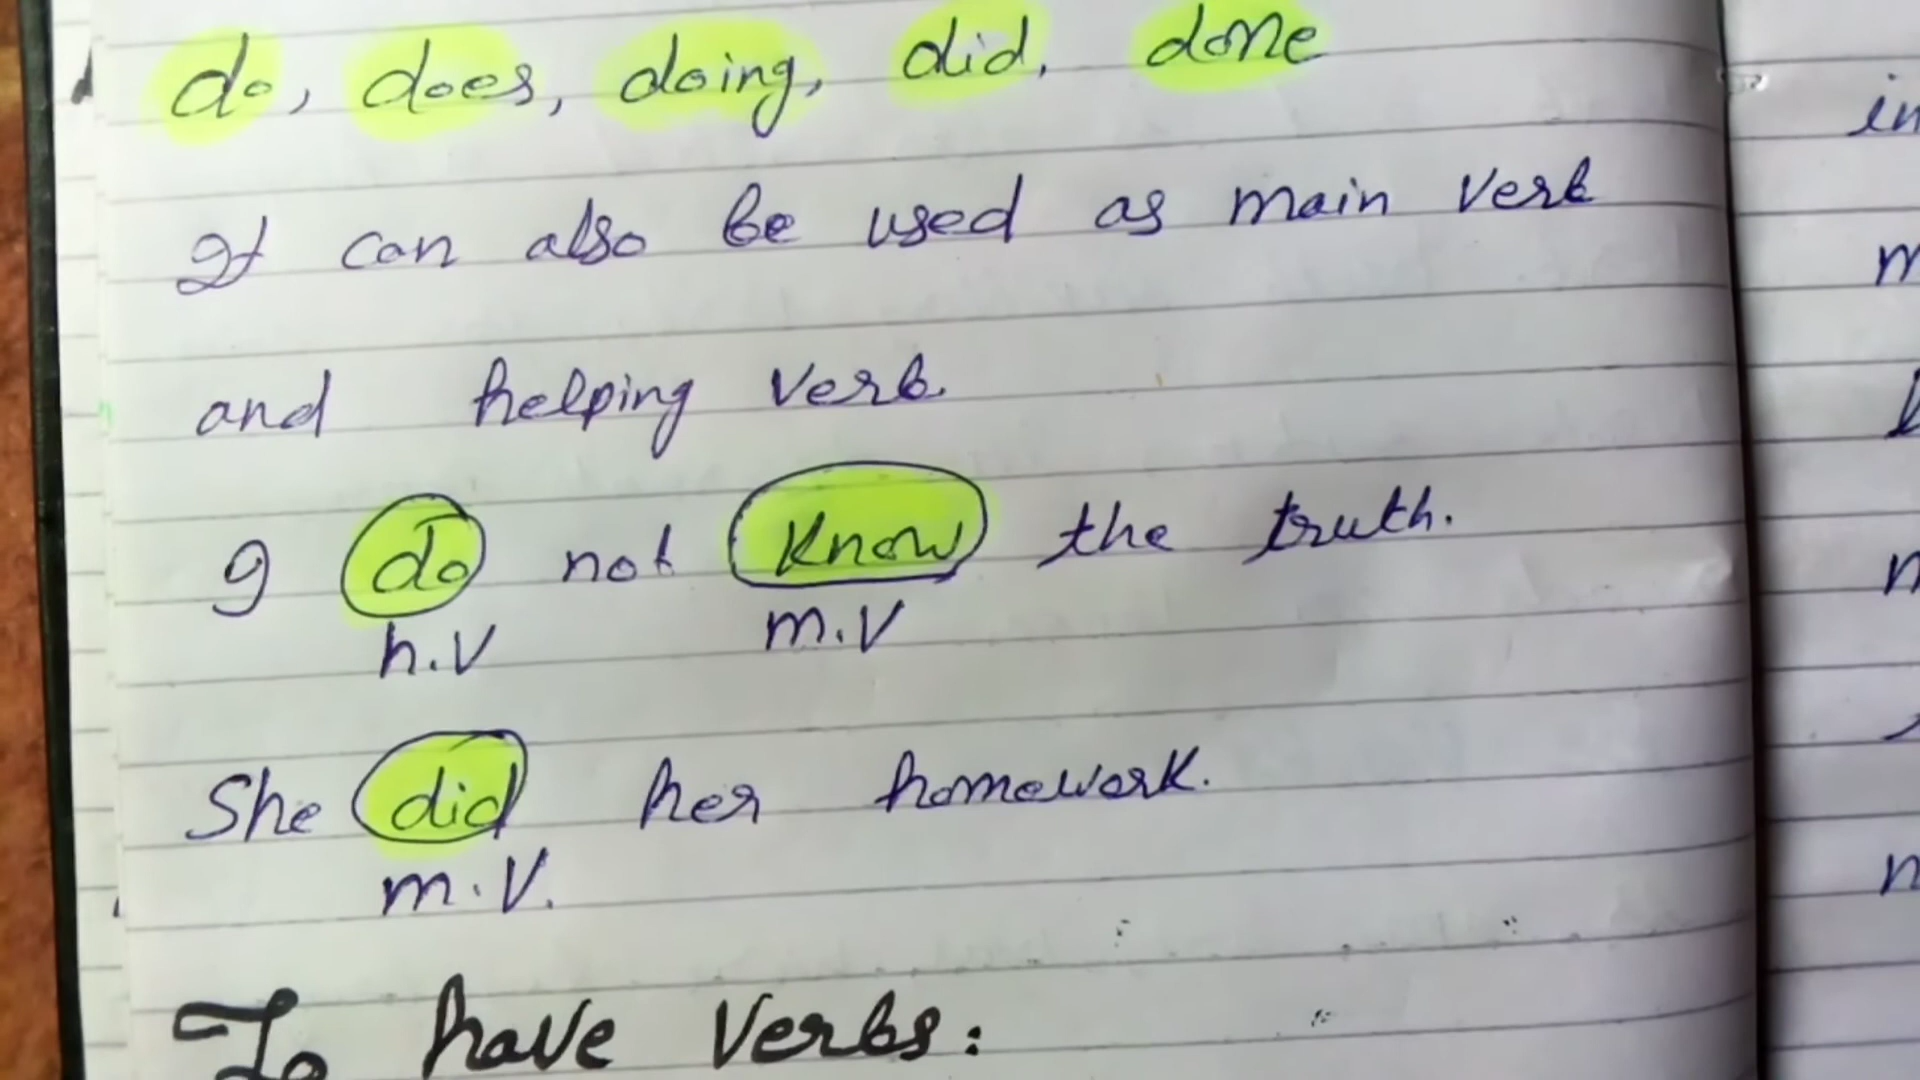 do, does, doing, did, done
It can also be used as main verb
and helping verb.
I do not know the truth.
h.v m.v
She did her homework.
m.v.
To have verbs:
in